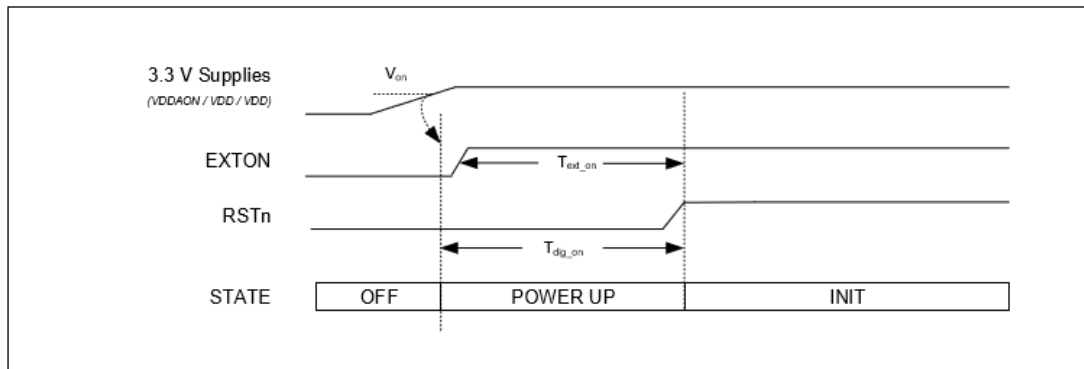 3.3 V Supplies
Von
(VDDAON / VDD / VDD)
EXTON
Text_on
RSTn
Tdig_on
STATE
OFF
POWER UP
INIT